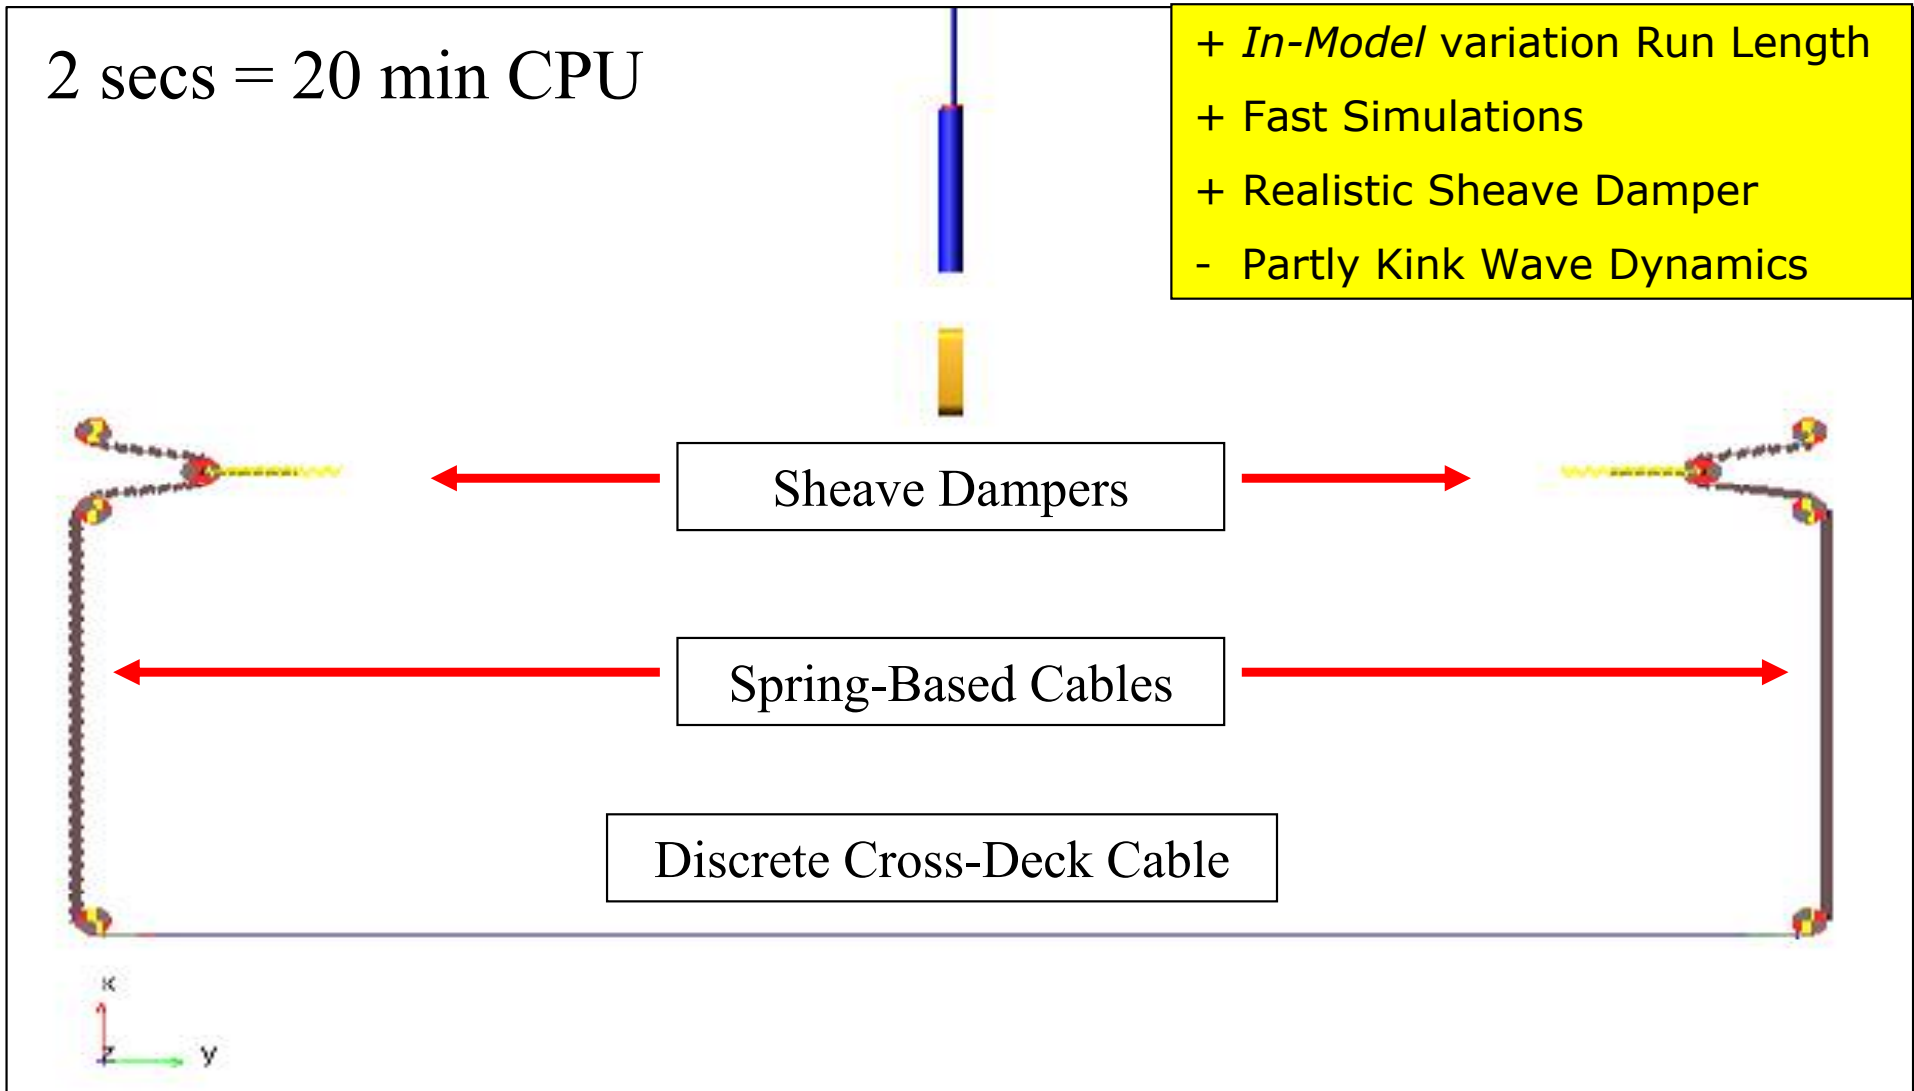 2 secs = 20 min CPU
+ In-Model variation Run Length
+ Fast Simulations
+ Realistic Sheave Damper
- Partly Kink Wave Dynamics
Sheave Dampers
Spring-Based Cables
Discrete Cross-Deck Cable
x
z y